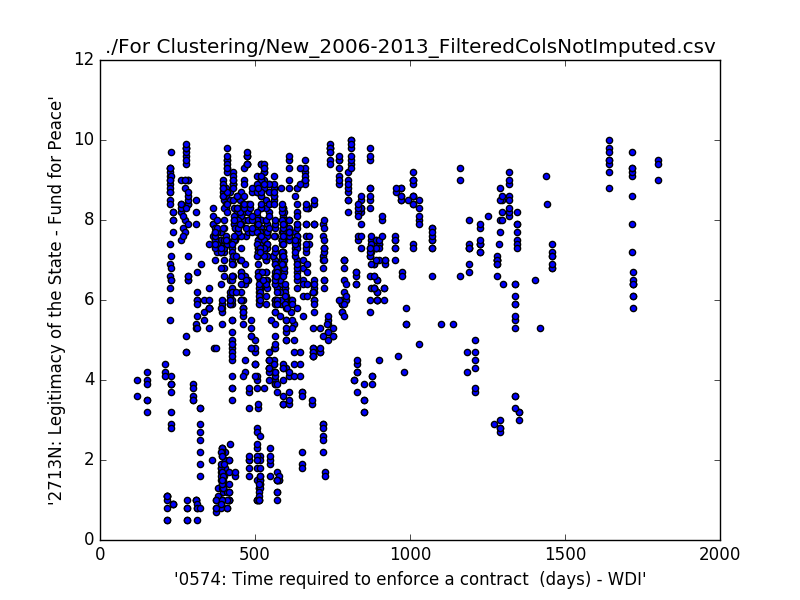 ./For Clustering/New_2006-2013_FilteredColsNotImputed.csv
'2713N: Legitimacy of the State - Fund for Peace'
12
10
8
6
4
2
0
0 500 1000 1500 2000
'0574: Time required to enforce a contract  (days) - WDI'